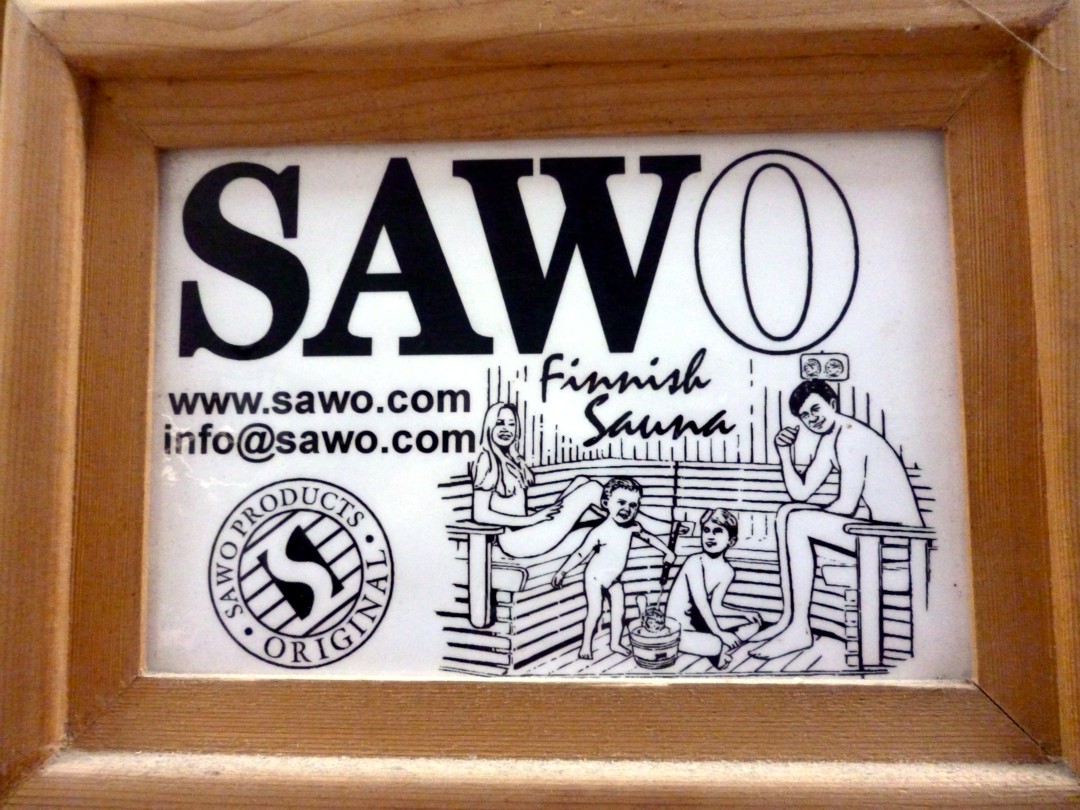 SAWO
Finnish
Sauna
www.sawo.com
info@sawo.com
SAWO PRODUCTS
• ORIGINAL •
S